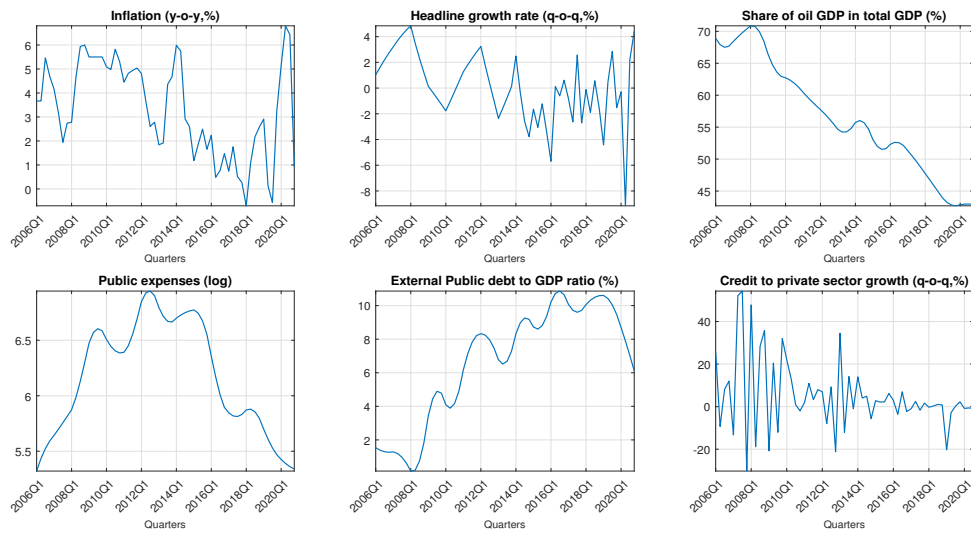 Inflation (y-o-y,%)
6
5
4
3
2
1
0
2006Q1
2008Q1
2010Q1
2012Q1
2014Q1
2016Q1
2018Q1
2020Q1
Quarters
Headline growth rate (q-o-q,%)
4
2
0
-2
-4
-6
-8
2006Q1
2008Q1
2010Q1
2012Q1
2014Q1
2016Q1
2018Q1
2020Q1
Quarters
Share of oil GDP in total GDP (%)
70
65
60
55
50
45
2006Q1
2008Q1
2010Q1
2012Q1
2014Q1
2016Q1
2018Q1
2020Q1
Quarters
Public expenses (log)
6.5
6
5.5
2006Q1
2008Q1
2010Q1
2012Q1
2014Q1
2016Q1
2018Q1
2020Q1
Quarters
External Public debt to GDP ratio (%)
10
8
6
4
2
2006Q1
2008Q1
2010Q1
2012Q1
2014Q1
2016Q1
2018Q1
2020Q1
Quarters
Credit to private sector growth (q-o-q,%)
40
20
0
-20
2006Q1
2008Q1
2010Q1
2012Q1
2014Q1
2016Q1
2018Q1
2020Q1
Quarters